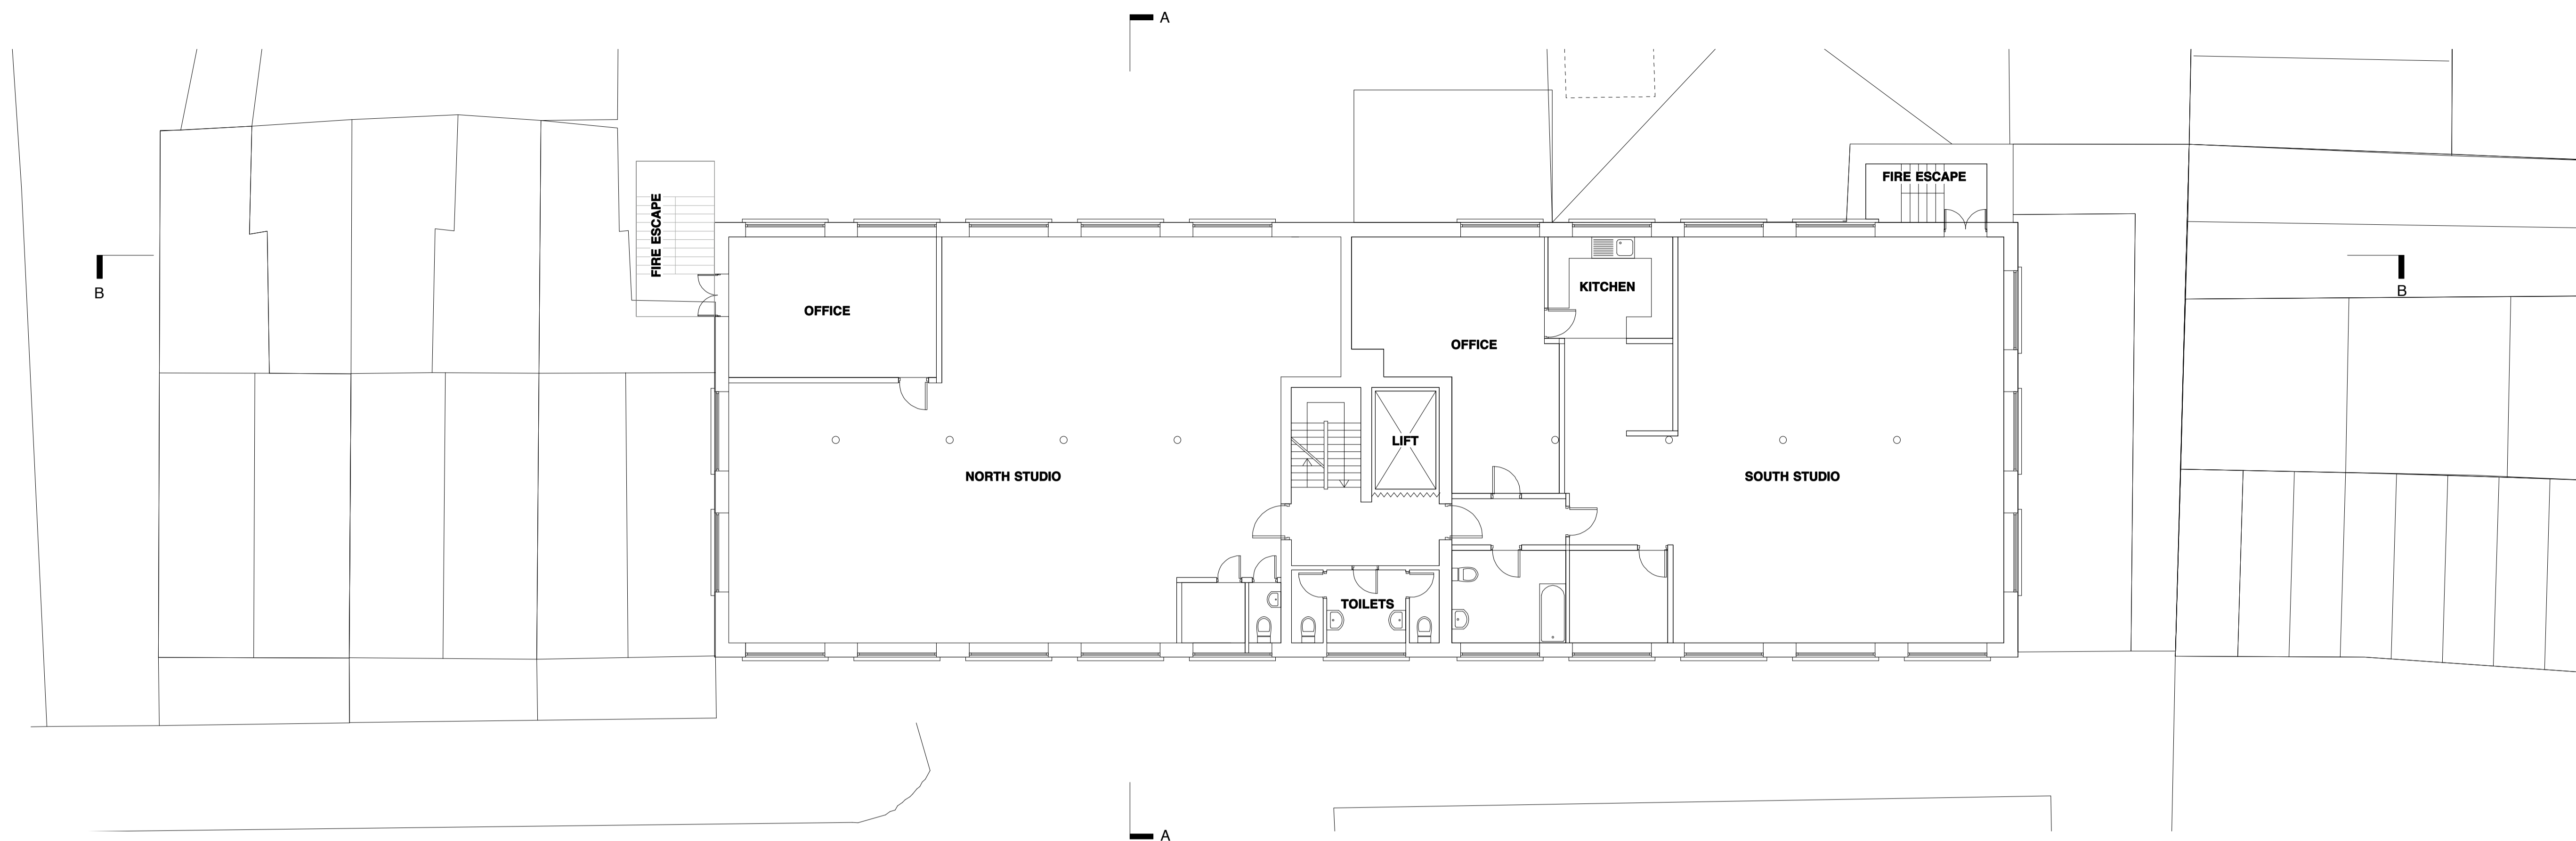 A
FIRE ESCAPE
FIRE ESCAPE
B
B
KITCHEN
OFFICE
OFFICE
LIFT
NORTH STUDIO
SOUTH STUDIO
TOILETS
A